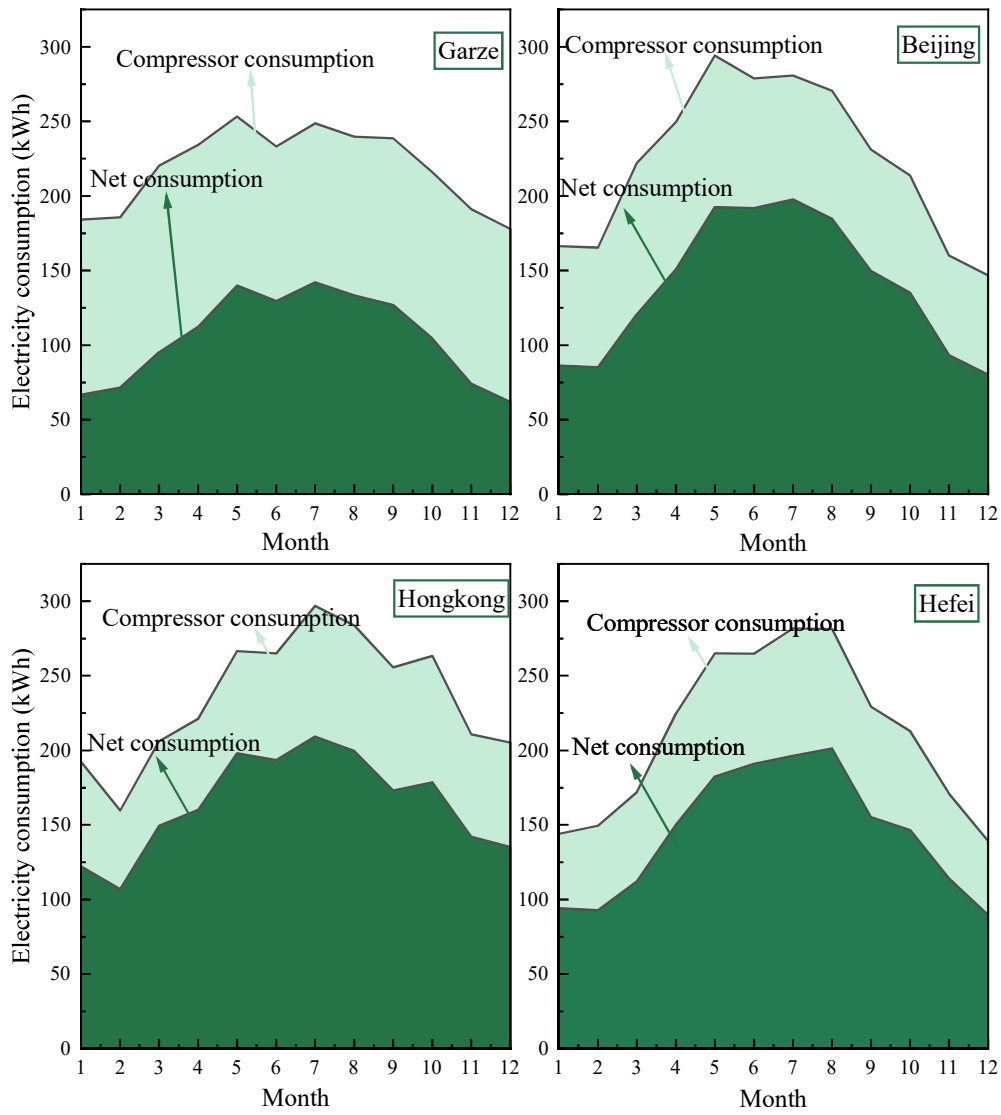 Electricity consumption (kWh)
300
250
200
150
100
50
0
Compressor consumption
Garze
Net consumption
1 2 3 4 5 6 7 8 9 10 11 12
Month
300
250
200
150
100
50
0
Compressor consumption
Beijing
Net consumption
1 2 3 4 5 6 7 8 9 10 11 12
Month
Electricity consumption (kWh)
300
250
200
150
100
50
0
Compressor consumption
Hongkong
Net consumption
1 2 3 4 5 6 7 8 9 10 11 12
Month
300
250
200
150
100
50
0
Compressor consumption
Hefei
Net consumption
1 2 3 4 5 6 7 8 9 10 11 12
Month